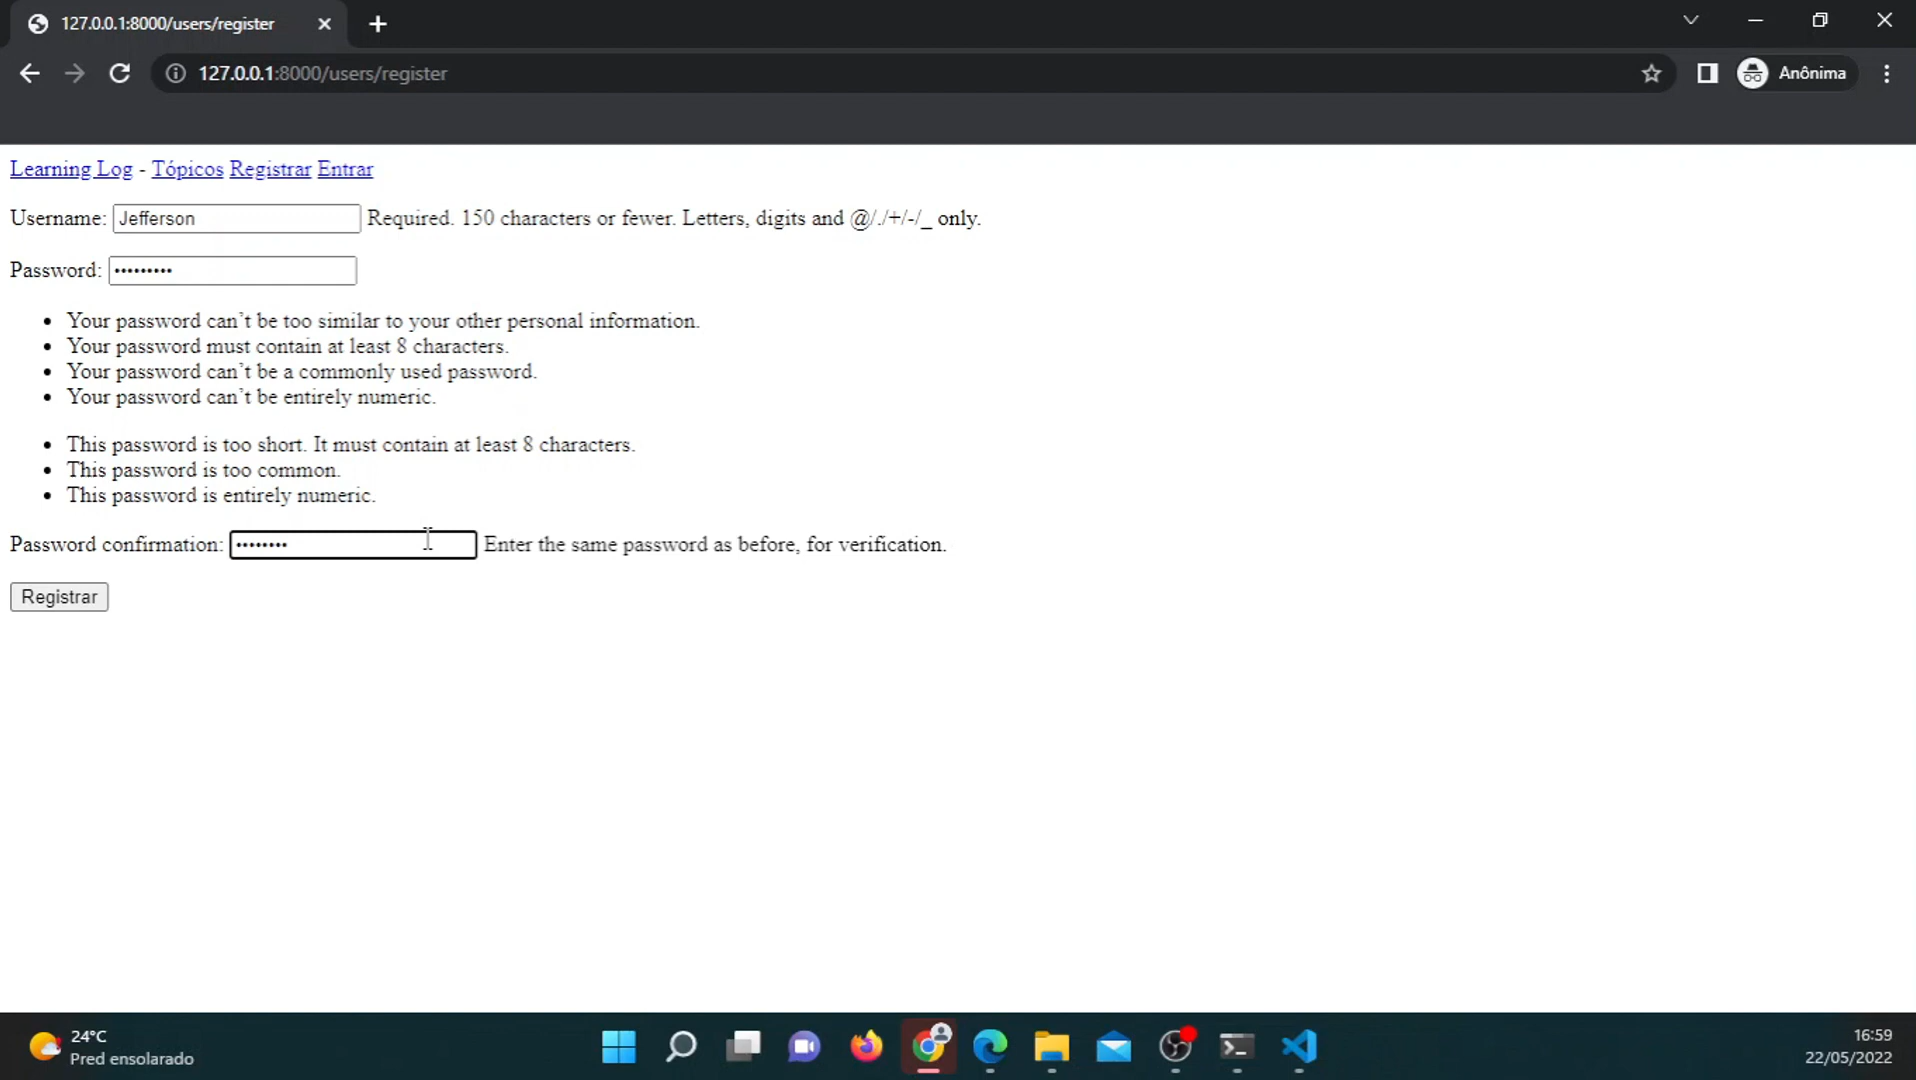 127.0.0.1:8000/users/register
127.0.0.1:8000/users/register
Anônima
Learning Log - Tópicos Registrar Entrar
Username: Jefferson Required. 150 characters or fewer. Letters, digits and @/./+/-/_ only.
Password: •••••••••
• Your password can’t be too similar to your other personal information.
• Your password must contain at least 8 characters.
• Your password can’t be a commonly used password.
• Your password can’t be entirely numeric.
• This password is too short. It must contain at least 8 characters.
• This password is too common.
• This password is entirely numeric.
Password confirmation: •••••••• Enter the same password as before, for verification.
Registrar
24°C
Pred ensolarado
16:59
22/05/2022